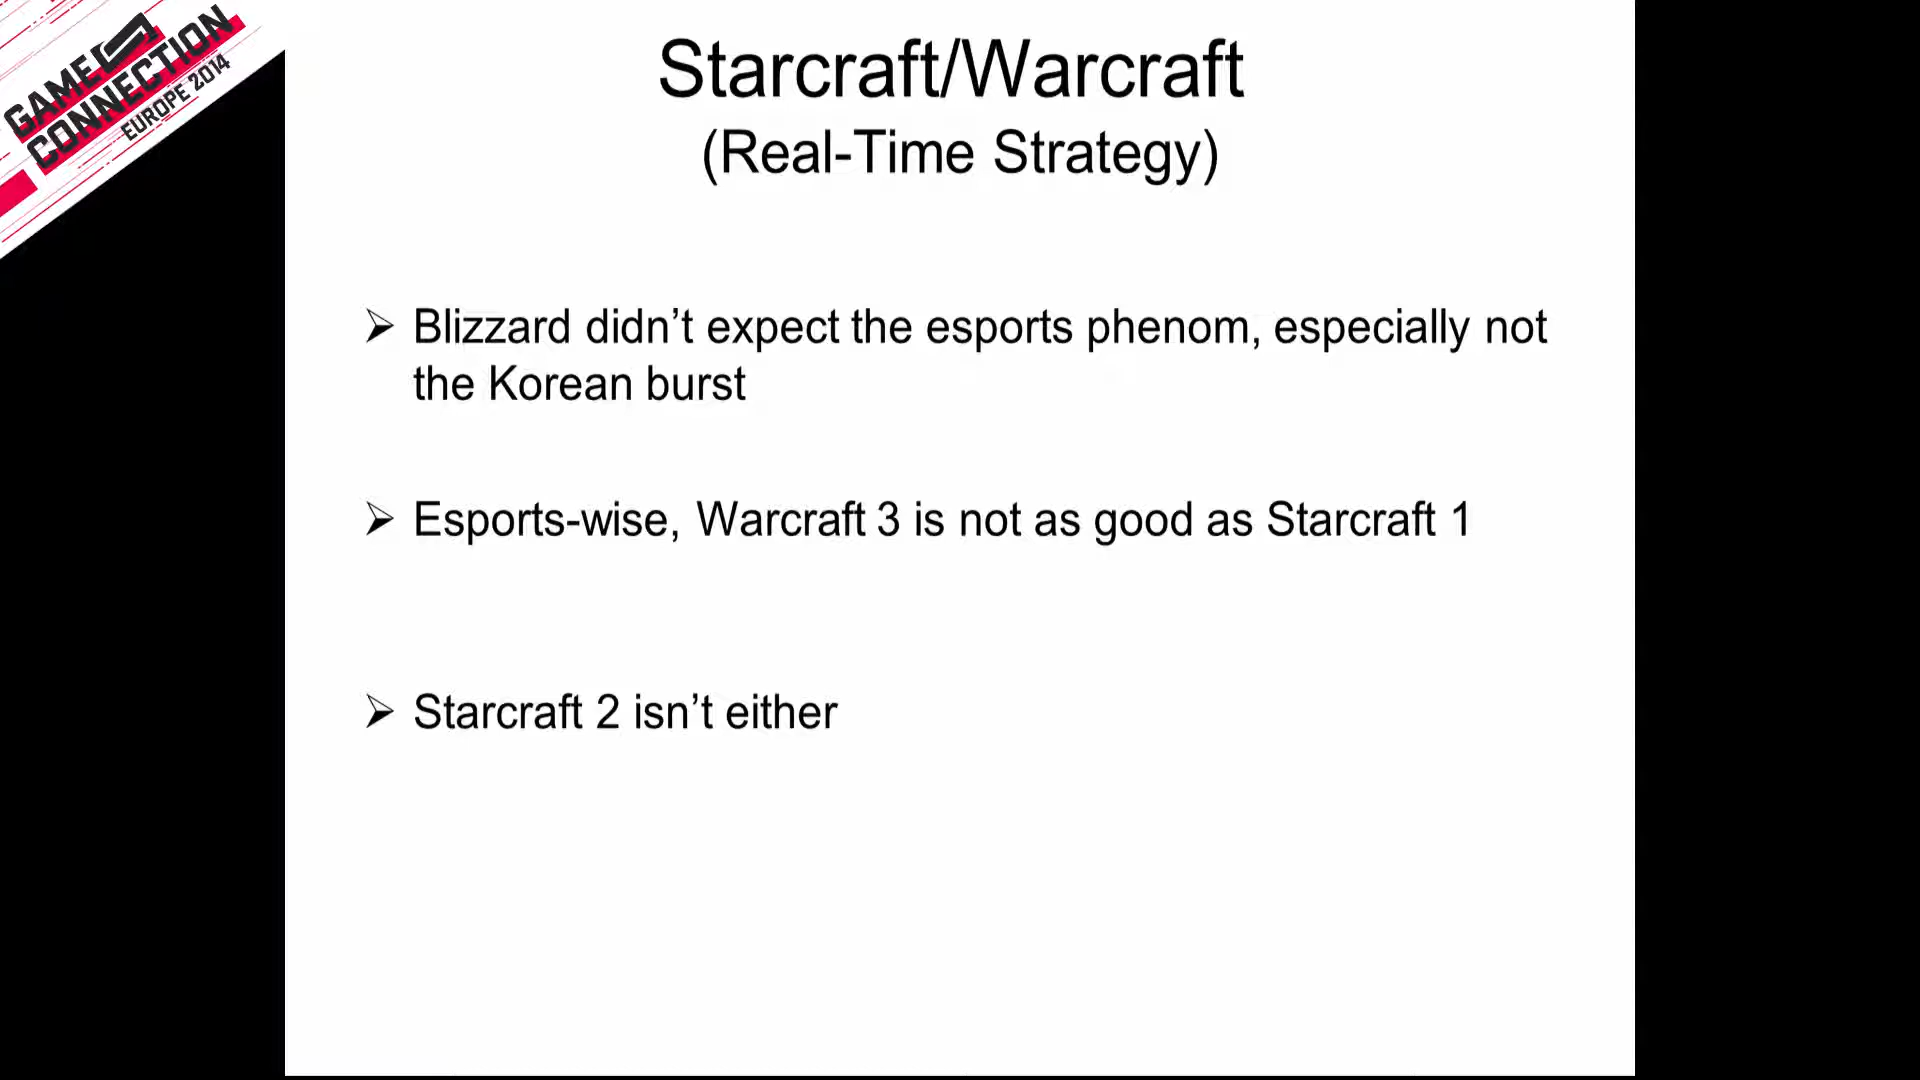 GAME
CONNECTION
EUROPE 2014
Starcraft/Warcraft
(Real-Time Strategy)
➢ Blizzard didn’t expect the esports phenom, especially not
the Korean burst
➢ Esports-wise, Warcraft 3 is not as good as Starcraft 1
➢ Starcraft 2 isn’t either